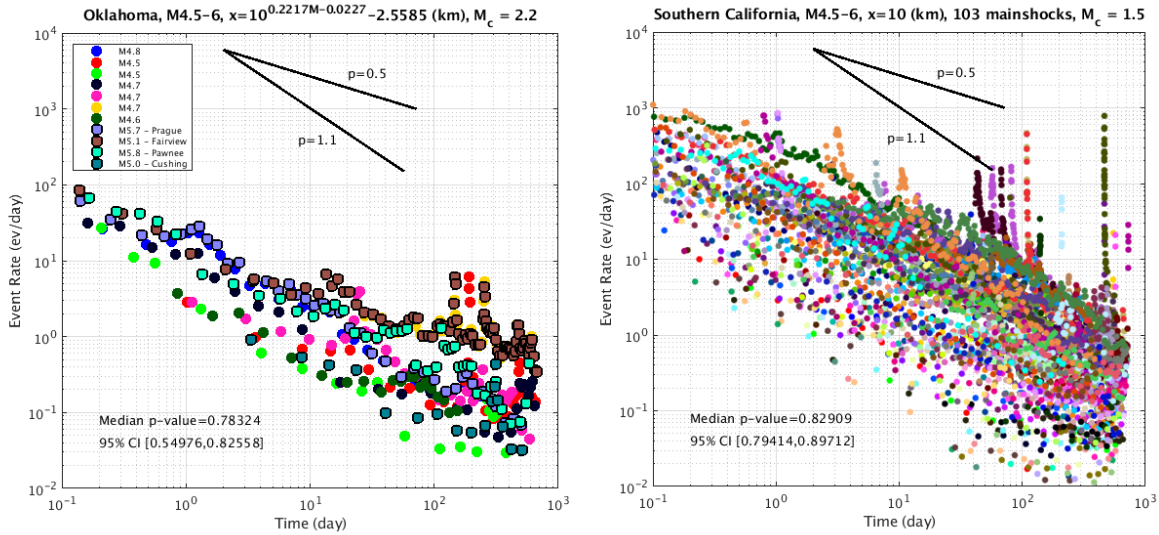 Oklahoma, M4.5-6, x=10^0.2217M-0.0227-2.5585 (km), M_c = 2.2
10^4
10^3
10^2
10^1
10^0
10^-1
10^-2
Event Rate (ev/day)
M4.8
M4.5
M4.5
M4.7
M4.7
M4.7
M4.6
M5.7 - Prague
M5.1 - Fairview
M5.8 - Pawnee
M5.0 - Cushing
p=0.5
p=1.1
Median p-value=0.78324
95% CI [0.54976,0.82558]
10^-1 10^0 10^1 10^2 10^3
Time (day)
Southern California, M4.5-6, x=10 (km), 103 mainshocks, M_c = 1.5
10^4
10^3
10^2
10^1
10^0
10^-1
10^-2
Event Rate (ev/day)
p=0.5
p=1.1
Median p-value=0.82909
95% CI [0.79414,0.89712]
10^-1 10^0 10^1 10^2 10^3
Time (day)